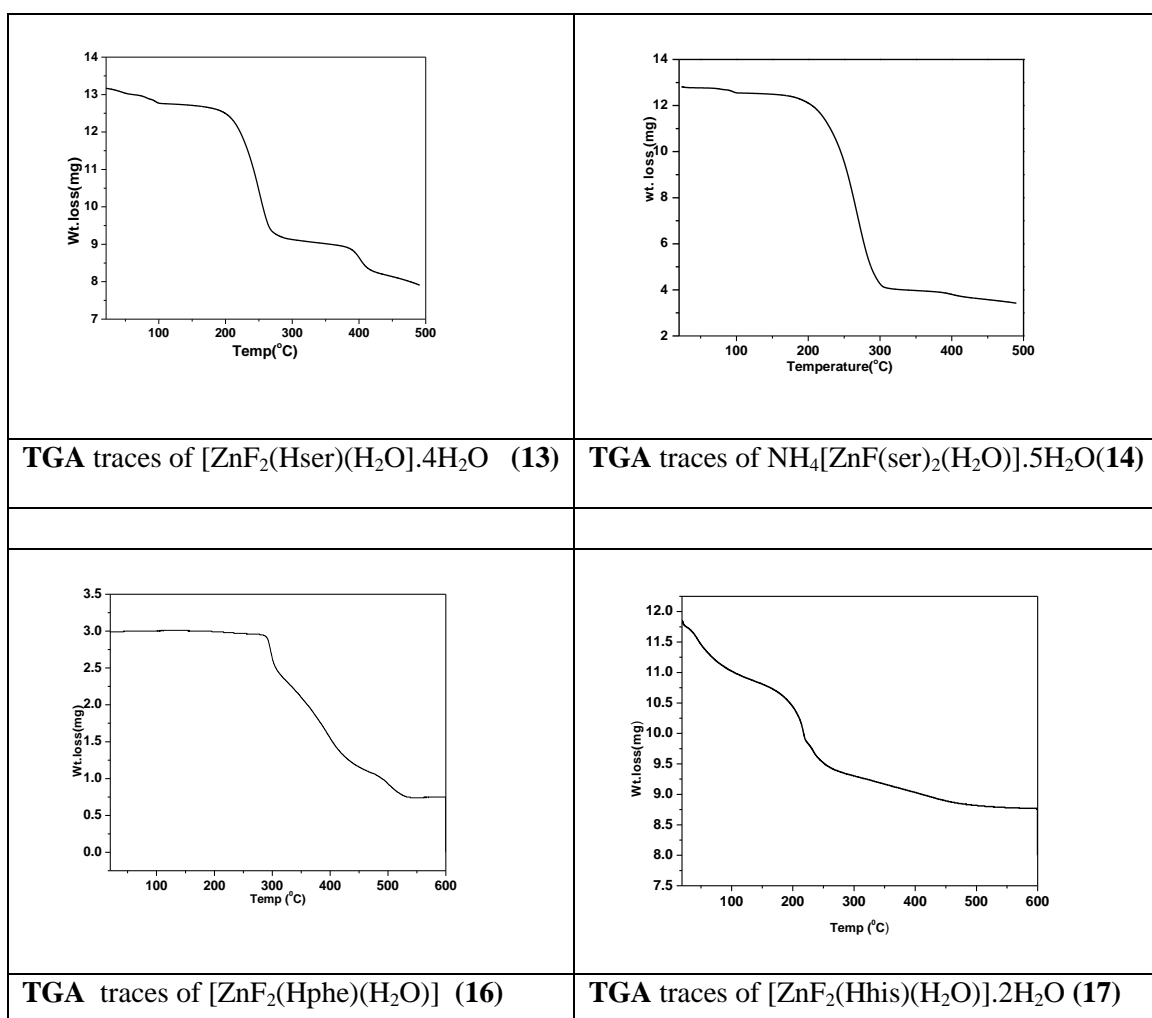 14
13
12
11
10
9
8
7
Wt.loss(mg)
100 200 300 400 500
Temp(°C)
14
12
10
8
6
4
2
wt. loss (mg)
100 200 300 400 500
Temperature(°C)
TGA traces of [ZnF₂(Hser)(H₂O].4H₂O (13)
TGA traces of NH₄[ZnF(ser)₂(H₂O)].5H₂O(14)
3.5
3.0
2.5
2.0
1.5
1.0
0.5
0.0
Wt.loss(mg)
100 200 300 400 500 600
Temp (⁰C)
12.0
11.5
11.0
10.5
10.0
9.5
9.0
8.5
8.0
7.5
Wt.loss(mg)
100 200 300 400 500 600
Temp (⁰C)
TGA traces of [ZnF₂(Hphe)(H₂O)] (16)
TGA traces of [ZnF₂(Hhis)(H₂O)].2H₂O (17)